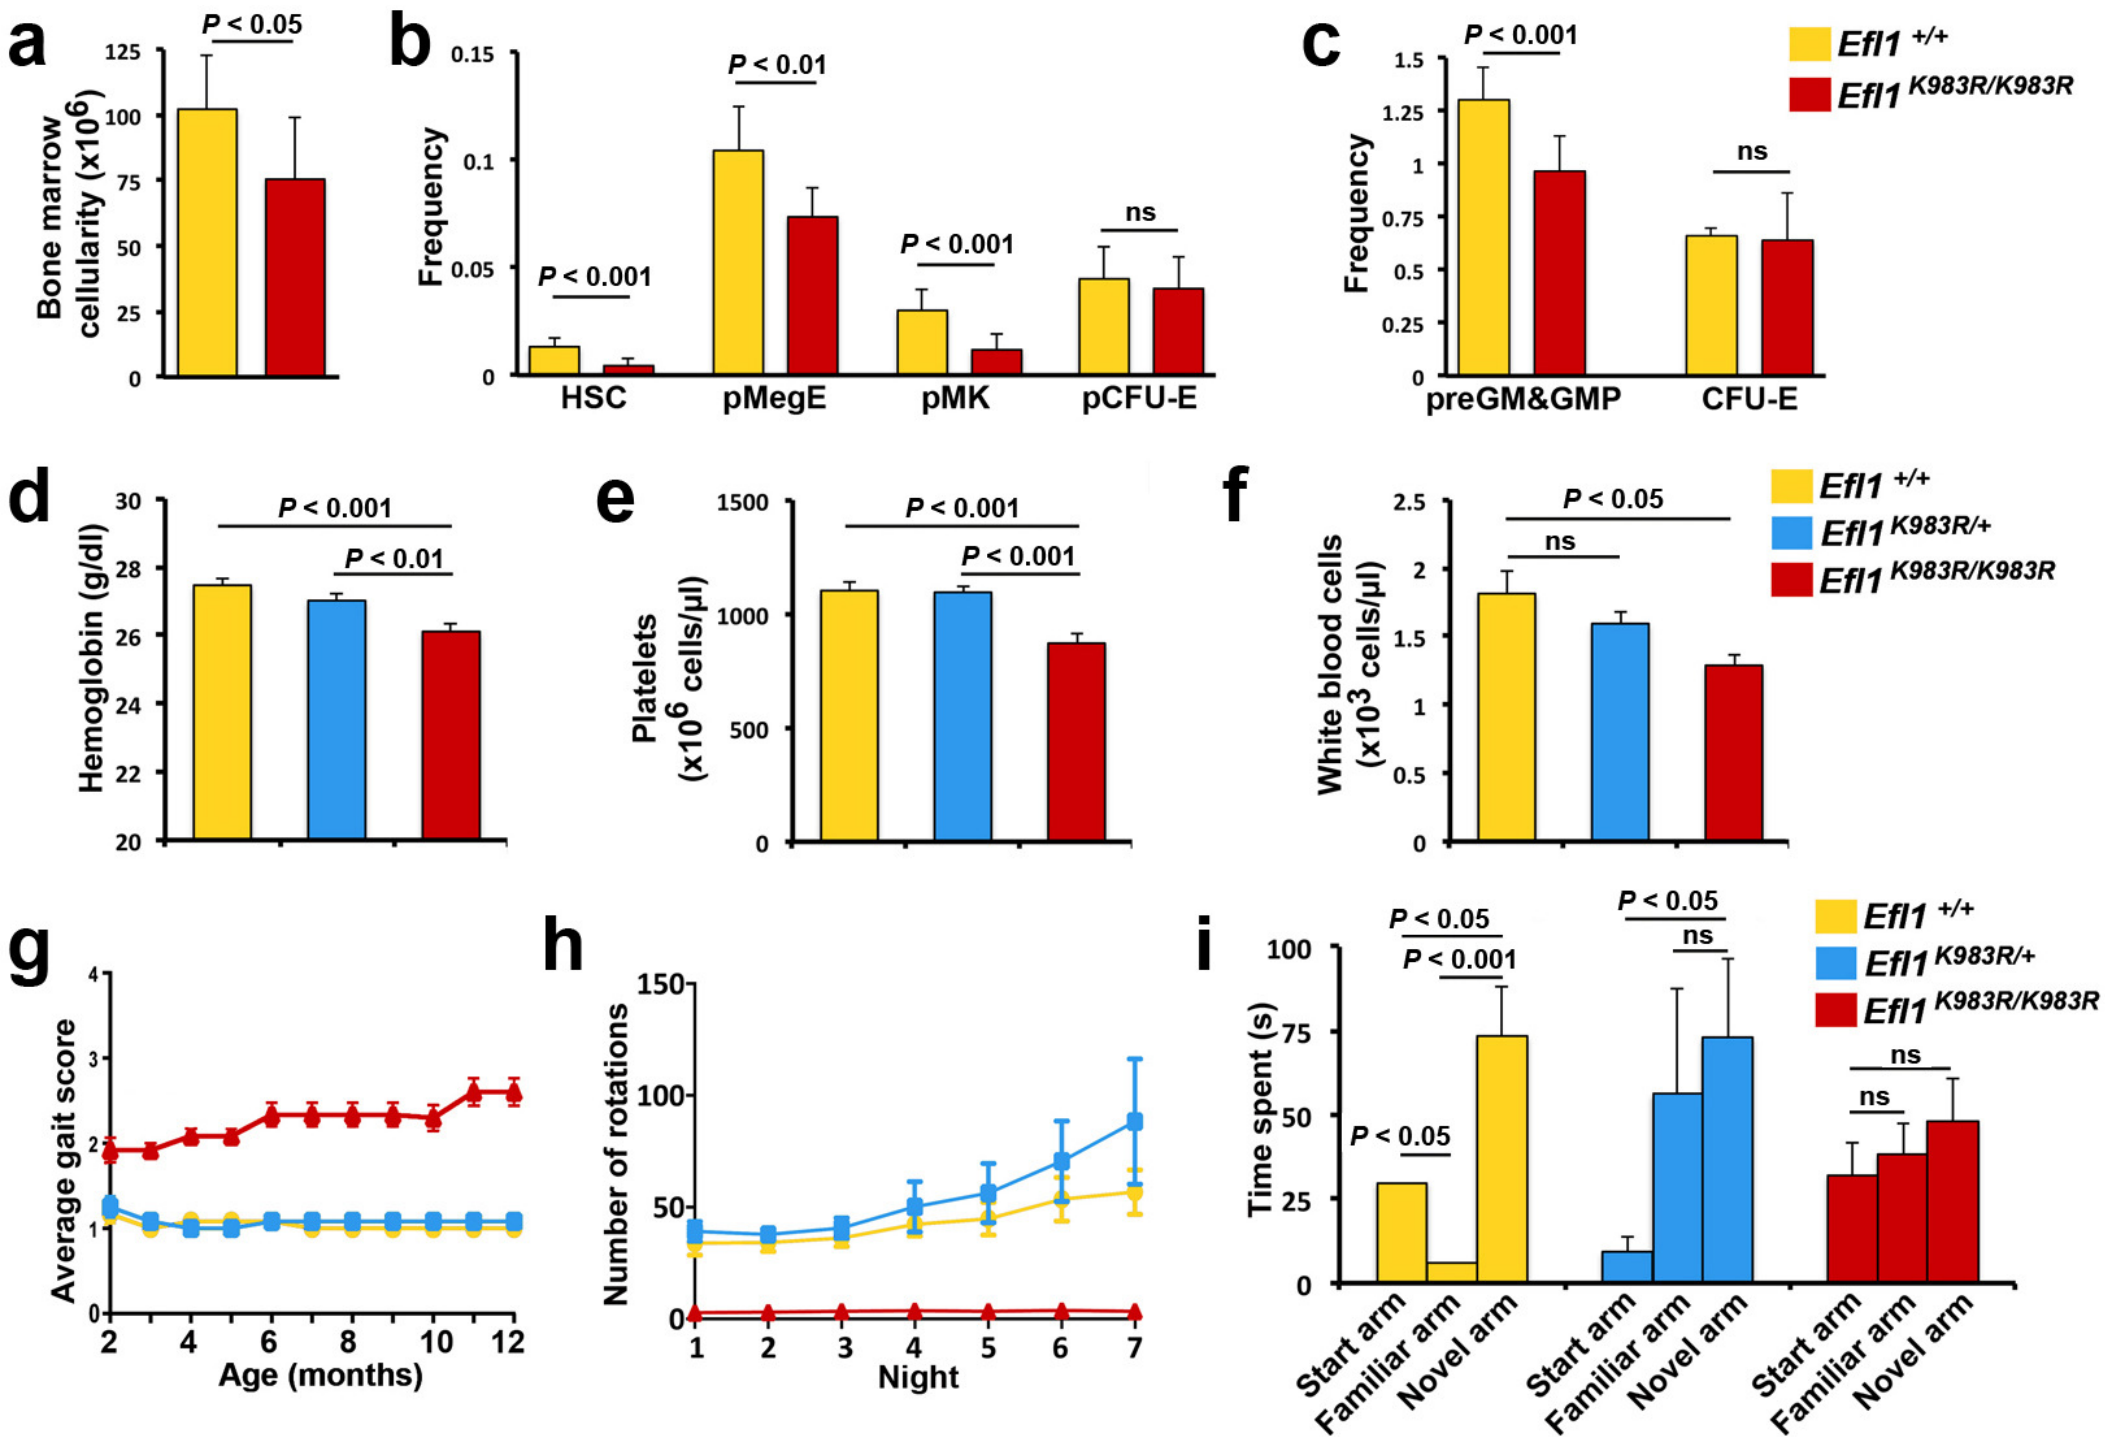 a
P < 0.05
Bone marrow
cellularity (x10⁶)
125
100
75
50
25
0
b
Frequency
0.15
0.1
0.05
0
P < 0.001
P < 0.01
P < 0.001
ns
HSC
pMegE
pMK
pCFU-E
c
Frequency
1.5
1.25
1
0.75
0.5
0.25
0
P < 0.001
ns
preGM&GMP
CFU-E
Efl1 +/+
Efl1 K983R/K983R
d
Hemoglobin (g/dl)
30
28
26
24
22
20
P < 0.001
P < 0.01
e
Platelets
(x10⁶ cells/µl)
1500
1000
500
0
P < 0.001
P < 0.001
f
White blood cells
(x10³ cells/µl)
2.5
2
1.5
1
0.5
0
P < 0.05
ns
Efl1 +/+
Efl1 K983R/+
Efl1 K983R/K983R
g
Average gait score
4
3
2
1
0
2
4
6
8
10
12
Age (months)
h
Number of rotations
150
100
50
0
1
2
3
4
5
6
7
Night
i
Time spent (s)
100
75
50
25
0
P < 0.05
P < 0.001
P < 0.05
P < 0.05
ns
ns
ns
Start arm
Familiar arm
Novel arm
Start arm
Familiar arm
Novel arm
Start arm
Familiar arm
Novel arm
Efl1 +/+
Efl1 K983R/+
Efl1 K983R/K983R